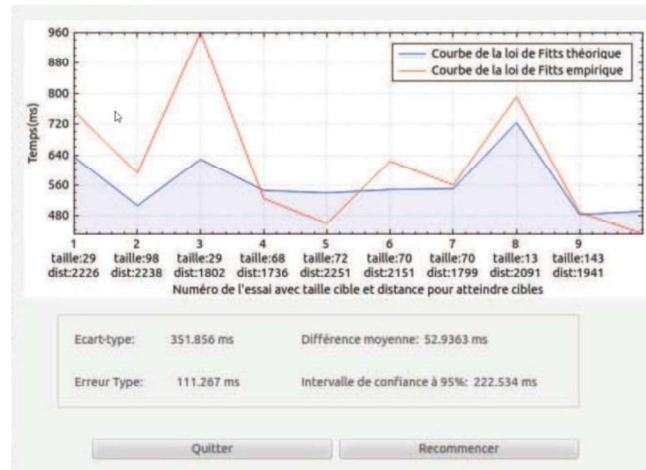 960
880
800
720
640
560
480
Temps(ms)
Courbe de la loi de Fitts théorique
Courbe de la loi de Fitts empirique
1 2 3 4 5 6 7 8 9
taille:29 taille:98 taille:29 taille:68 taille:72 taille:70 taille:70 taille:13 taille:143
dist:2226 dist:2238 dist:1802 dist:1736 dist:2251 dist:2151 dist:1799 dist:2091 dist:1941
Numéro de l'essai avec taille cible et distance pour atteindre cibles
Ecart-type: 351.856 ms Différence moyenne: 52.9363 ms
Erreur Type: 111.267 ms Intervalle de confiance à 95%: 222.534 ms
Quitter Recommencer